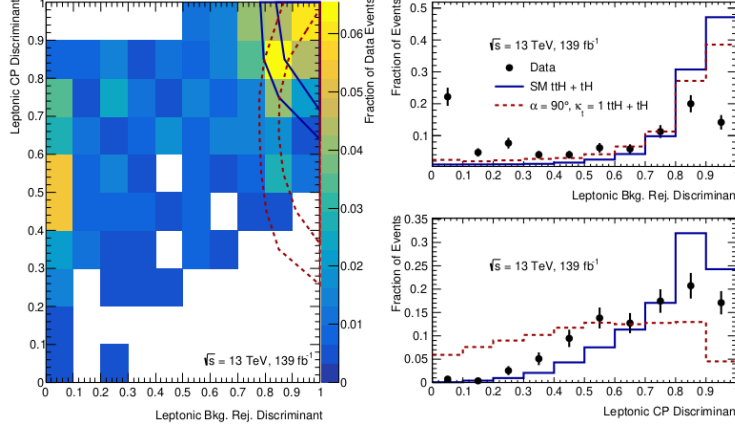 Leptonic CP Discriminant
1
0.9
0.8
0.7
0.6
0.5
0.4
0.3
0.2
0.1
0
0 0.1 0.2 0.3 0.4 0.5 0.6 0.7 0.8 0.9 1
√s = 13 TeV, 139 fb⁻¹
Leptonic Bkg. Rej. Discriminant
0.06
0.05
0.04
0.03
0.02
0.01
0
Fraction of Data Events
Fraction of Events
0.5
0.4
0.3
0.2
0.1
0
√s = 13 TeV, 139 fb⁻¹
Data
SM ttH + tH
α = 90°, κt = 1 ttH + tH
0 0.1 0.2 0.3 0.4 0.5 0.6 0.7 0.8 0.9
Leptonic Bkg. Rej. Discriminan
Fraction of Events
0.35
0.3
0.25
0.2
0.15
0.1
0.05
0
√s = 13 TeV, 139 fb⁻¹
0 0.1 0.2 0.3 0.4 0.5 0.6 0.7 0.8 0.9
Leptonic CP Discriminan